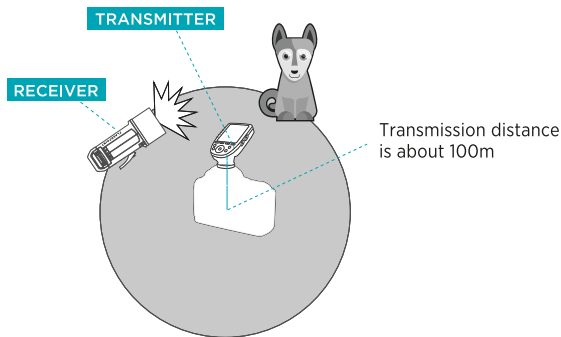 TRANSMITTER
RECEIVER
Transmission distance
is about 100m